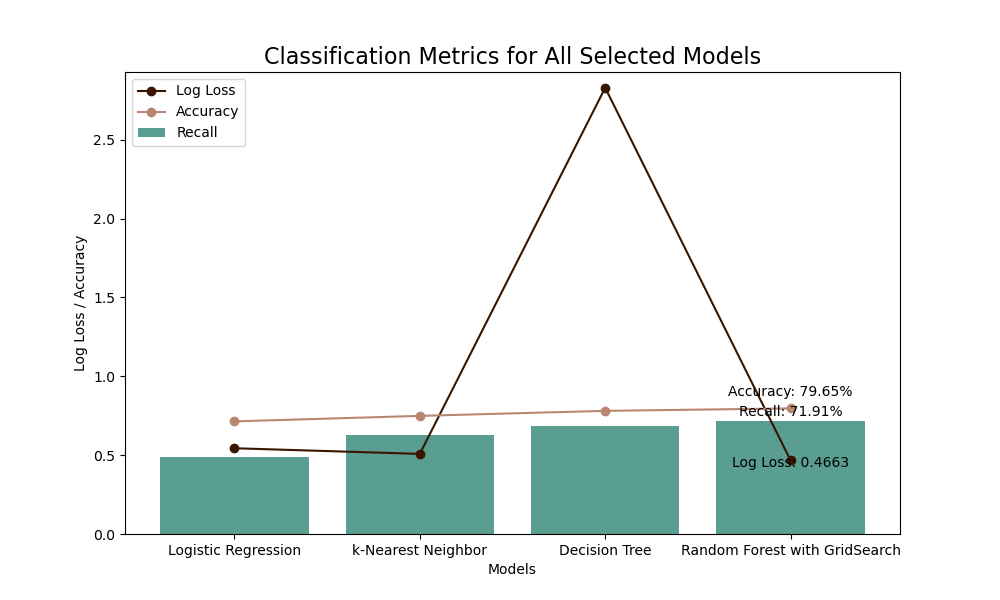 Classification Metrics for All Selected Models
Log Loss
Accuracy
Recall
Log Loss / Accuracy
2.5
2.0
1.5
1.0
0.5
0.0
Accuracy: 79.65%
Recall: 71.91%
Log Loss: 0.4663
Logistic Regression
k-Nearest Neighbor
Decision Tree
Random Forest with GridSearch
Models